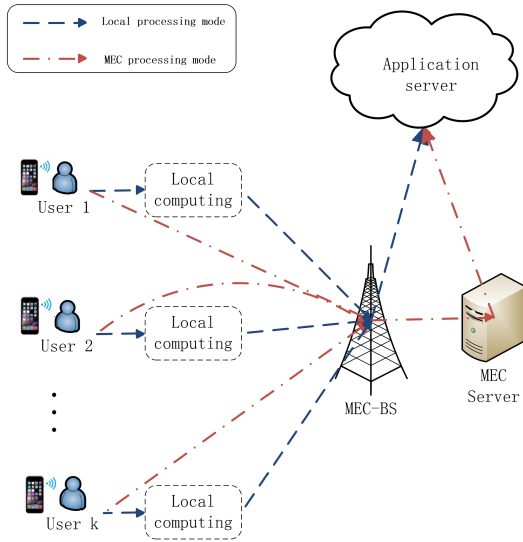 Local processing mode
MEC processing mode
Application
server
Local
computing
User 1
Local
computing
User 2
MEC-BS
MEC
Server
Local
computing
User k